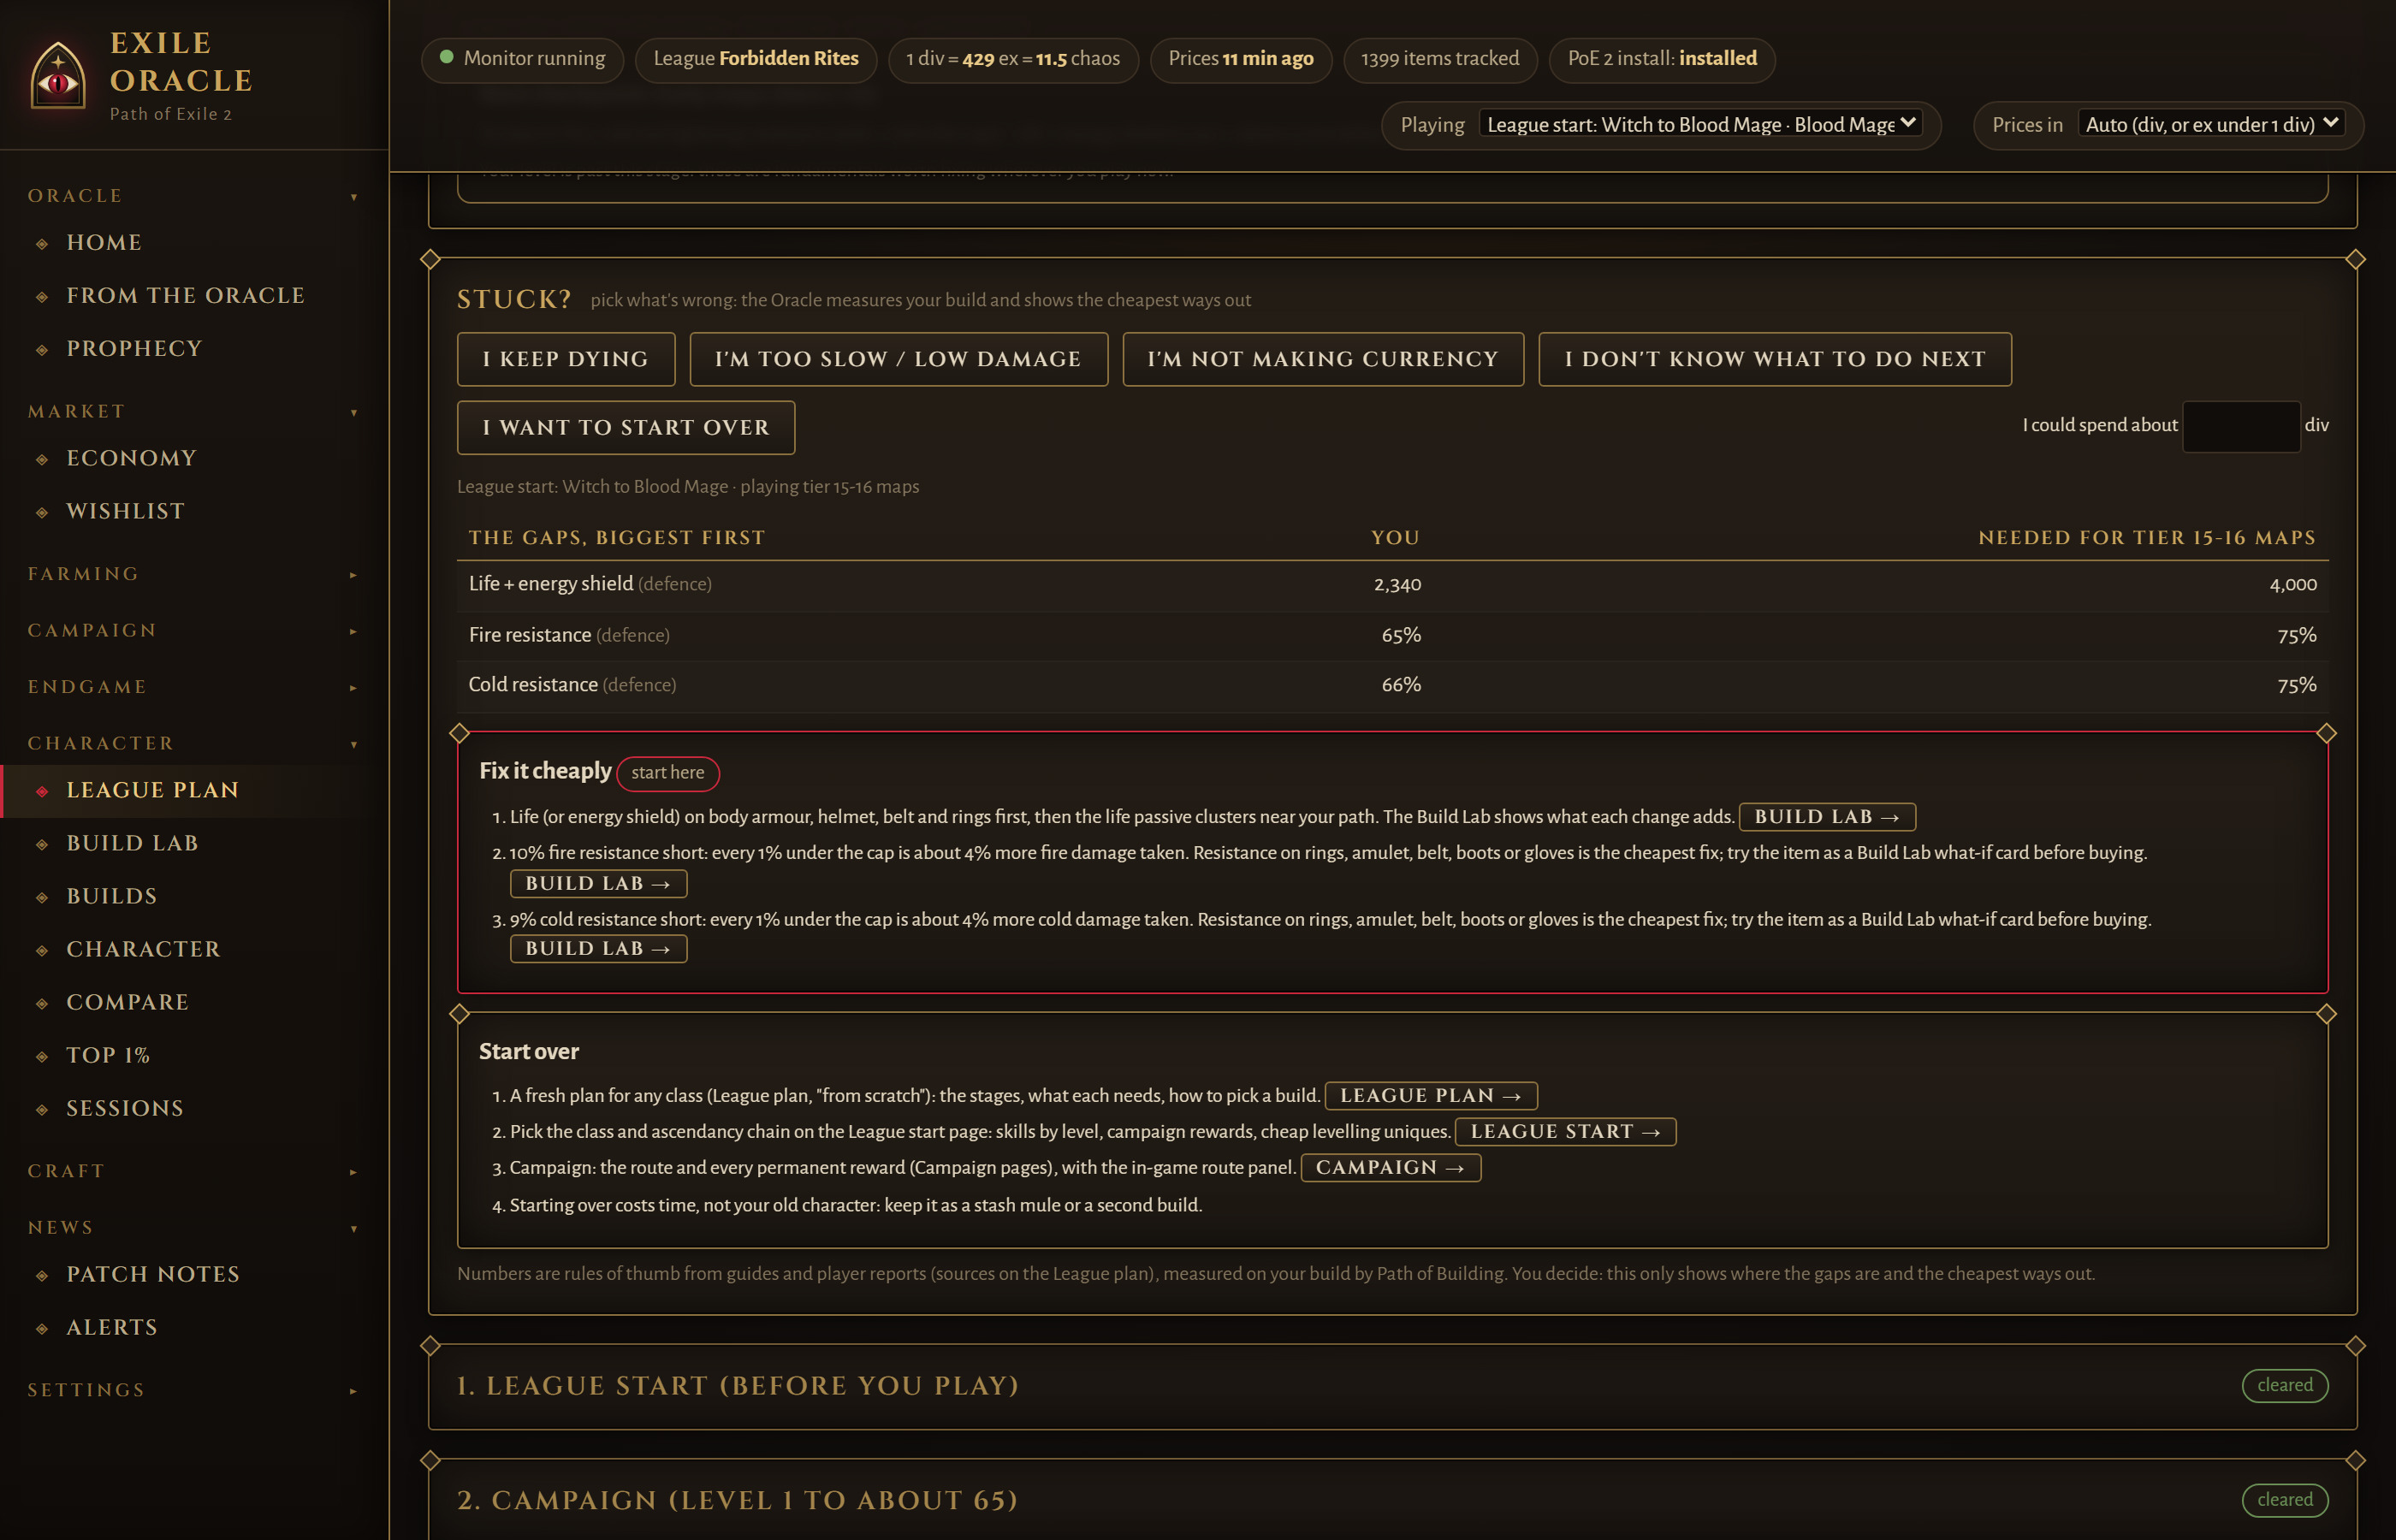 EXILE
ORACLE
Path of Exile 2
ORACLE
HOME
FROM THE ORACLE
PROPHECY
MARKET
ECONOMY
WISHLIST
FARMING
CAMPAIGN
ENDGAME
CHARACTER
LEAGUE PLAN
BUILD LAB
BUILDS
CHARACTER
COMPARE
TOP 1%
SESSIONS
CRAFT
NEWS
PATCH NOTES
ALERTS
SETTINGS
Monitor running
League Forbidden Rites
1 div = 429 ex = 11.5 chaos
Prices 11 min ago
1399 items tracked
PoE 2 install: installed
Playing League start: Witch to Blood Mage · Blood Mage
Prices in Auto (div, or ex under 1 div)
STUCK? pick what's wrong: the Oracle measures your build and shows the cheapest ways out
I KEEP DYING
I'M TOO SLOW / LOW DAMAGE
I'M NOT MAKING CURRENCY
I DON'T KNOW WHAT TO DO NEXT
I WANT TO START OVER
I could spend about div
League start: Witch to Blood Mage · playing tier 15-16 maps
THE GAPS, BIGGEST FIRST YOU NEEDED FOR TIER 15-16 MAPS
Life + energy shield (defence) 2,340 4,000
Fire resistance (defence) 65% 75%
Cold resistance (defence) 66% 75%
Fix it cheaply start here
1. Life (or energy shield) on body armour, helmet, belt and rings first, then the life passive clusters near your path. The Build Lab shows what each change adds. BUILD LAB →
2. 10% fire resistance short: every 1% under the cap is about 4% more fire damage taken. Resistance on rings, amulet, belt, boots or gloves is the cheapest fix; try the item as a Build Lab what-if card before buying.
BUILD LAB →
3. 9% cold resistance short: every 1% under the cap is about 4% more cold damage taken. Resistance on rings, amulet, belt, boots or gloves is the cheapest fix; try the item as a Build Lab what-if card before buying.
BUILD LAB →
Start over
1. A fresh plan for any class (League plan, "from scratch"): the stages, what each needs, how to pick a build. LEAGUE PLAN →
2. Pick the class and ascendancy chain on the League start page: skills by level, campaign rewards, cheap levelling uniques. LEAGUE START →
3. Campaign: the route and every permanent reward (Campaign pages), with the in-game route panel. CAMPAIGN →
4. Starting over costs time, not your old character: keep it as a stash mule or a second build.
Numbers are rules of thumb from guides and player reports (sources on the League plan), measured on your build by Path of Building. You decide: this only shows where the gaps are and the cheapest ways out.
1. LEAGUE START (BEFORE YOU PLAY) cleared
2. CAMPAIGN (LEVEL 1 TO ABOUT 65) cleared